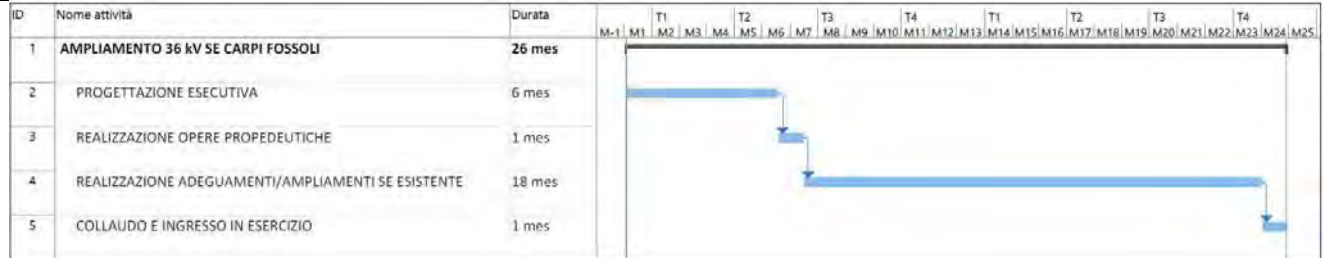 ID Nome attività Durata T1 T2 T3 T4 T1 T2 T3 T4
M-1 M1 M2 M3 M4 M5 M6 M7 M8 M9 M10 M11 M12 M13 M14 M15 M16 M17 M18 M19 M20 M21 M22 M23 M24 M25
1 AMPLIAMENTO 36 kV SE CARPI FOSSOLI 26 mes
2 PROGETTAZIONE ESECUTIVA 6 mes
3 REALIZZAZIONE OPERE PROPEDEUTICHE 1 mes
4 REALIZZAZIONE ADEGUAMENTI/AMPLIAMENTI SE ESISTENTE 18 mes
5 COLLAUDO E INGRESSO IN ESERCIZIO 1 mes